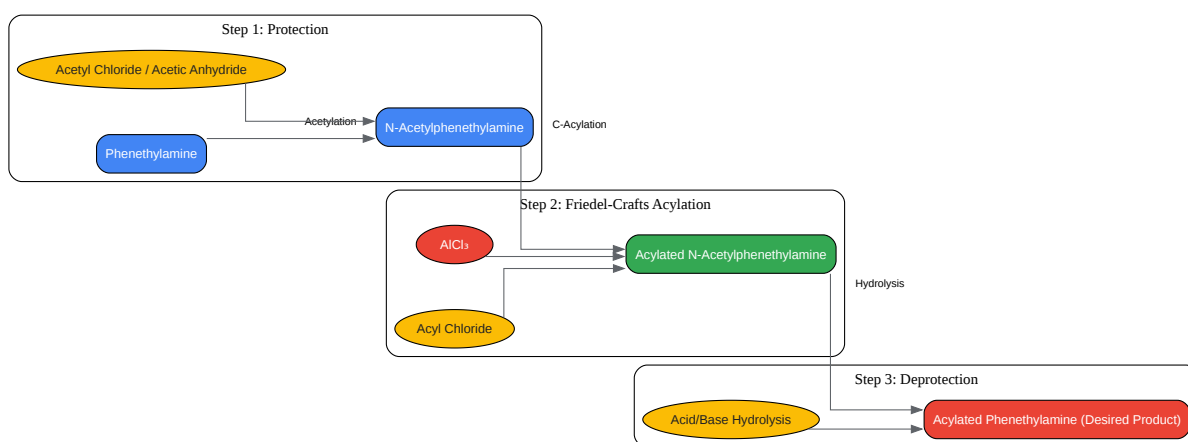 Step 1: Protection
Acetyl Chloride / Acetic Anhydride
Acetylation
N-Acetylphenethylamine
C-Acylation
Phenethylamine
Step 2: Friedel-Crafts Acylation
AlCl₃
Acylated N-Acetylphenethylamine
Hydrolysis
Acyl Chloride
Step 3: Deprotection
Acid/Base Hydrolysis
Acylated Phenethylamine (Desired Product)